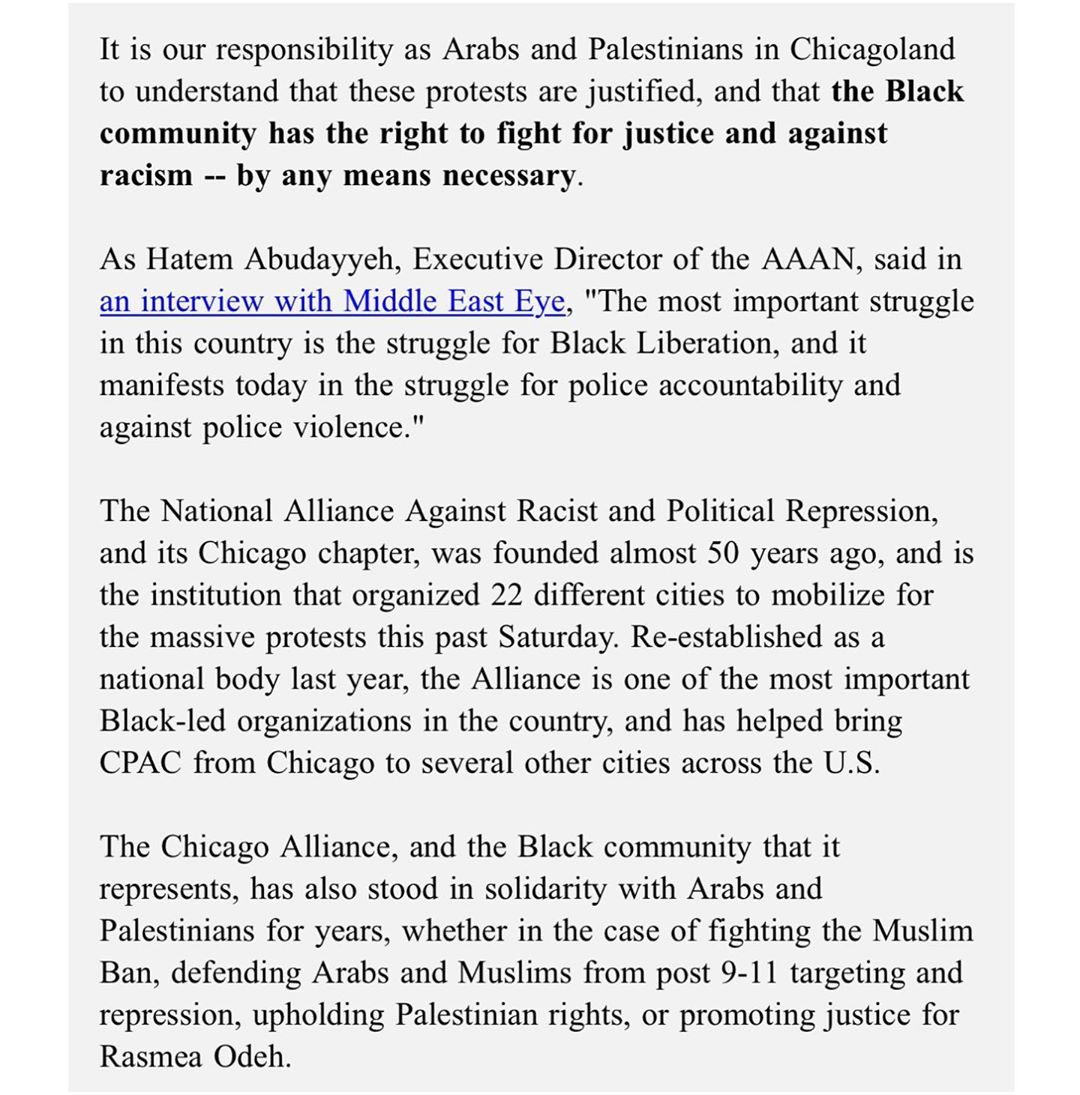 It is our responsibility as Arabs and Palestinians in Chicagoland
to understand that these protests are justified, and that the Black
community has the right to fight for justice and against
racism -- by any means necessary.
As Hatem Abudayyeh, Executive Director of the AAAN, said in
an interview with Middle East Eye, "The most important struggle
in this country is the struggle for Black Liberation, and it
manifests today in the struggle for police accountability and
against police violence."
The National Alliance Against Racist and Political Repression,
and its Chicago chapter, was founded almost 50 years ago, and is
the institution that organized 22 different cities to mobilize for
the massive protests this past Saturday. Re-established as a
national body last year, the Alliance is one of the most important
Black-led organizations in the country, and has helped bring
CPAC from Chicago to several other cities across the U.S.
The Chicago Alliance, and the Black community that it
represents, has also stood in solidarity with Arabs and
Palestinians for years, whether in the case of fighting the Muslim
Ban, defending Arabs and Muslims from post 9-11 targeting and
repression, upholding Palestinian rights, or promoting justice for
Rasmea Odeh.